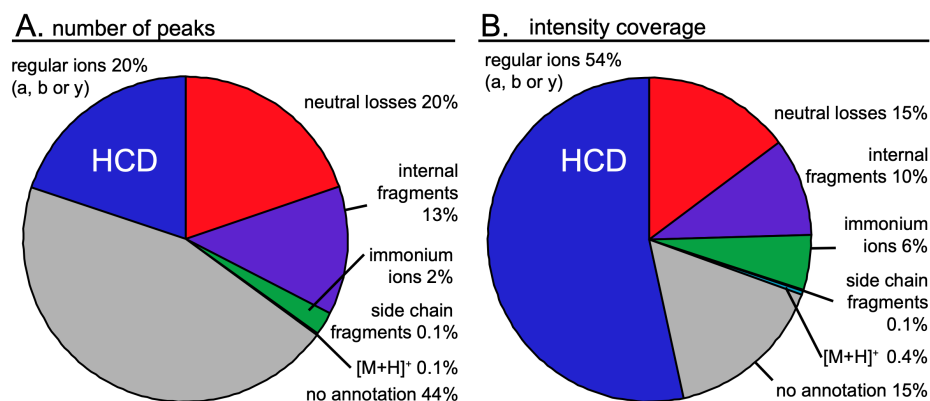 A. number of peaks
regular ions 20%
(a, b or y)
HCD
neutral losses 20%
internal
fragments
13%
immonium
ions 2%
side chain
fragments 0.1%
[M+H]⁺ 0.1%
no annotation 44%
B. intensity coverage
regular ions 54%
(a, b or y)
HCD
neutral losses 15%
internal
fragments 10%
immonium
ions 6%
side chain
fragments
0.1%
[M+H]⁺ 0.4%
no annotation 15%